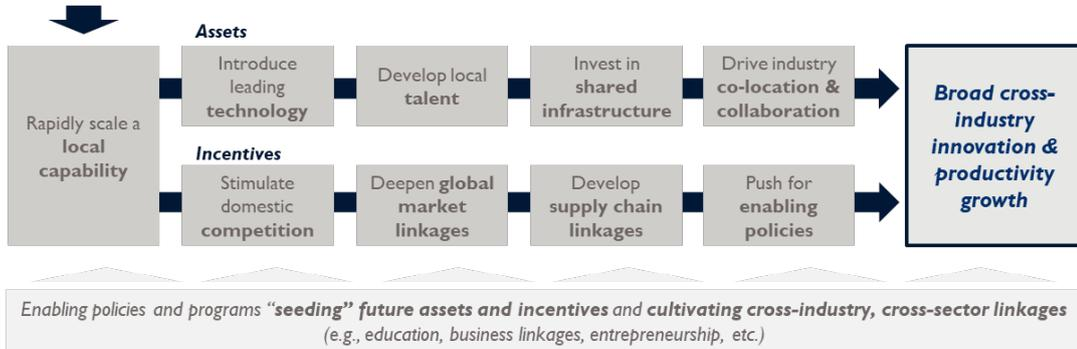 Assets
Introduce
leading
technology
Develop local
talent
Invest in
shared
infrastructure
Drive industry
co-location &
collaboration
Rapidly scale a
local
capability
Incentives
Stimulate
domestic
competition
Deepen global
market
linkages
Develop
supply chain
linkages
Push for
enabling
policies
Broad cross-
industry
innovation &
productivity
growth
Enabling policies and programs “seeding” future assets and incentives and cultivating cross-industry, cross-sector linkages
(e.g., education, business linkages, entrepreneurship, etc.)